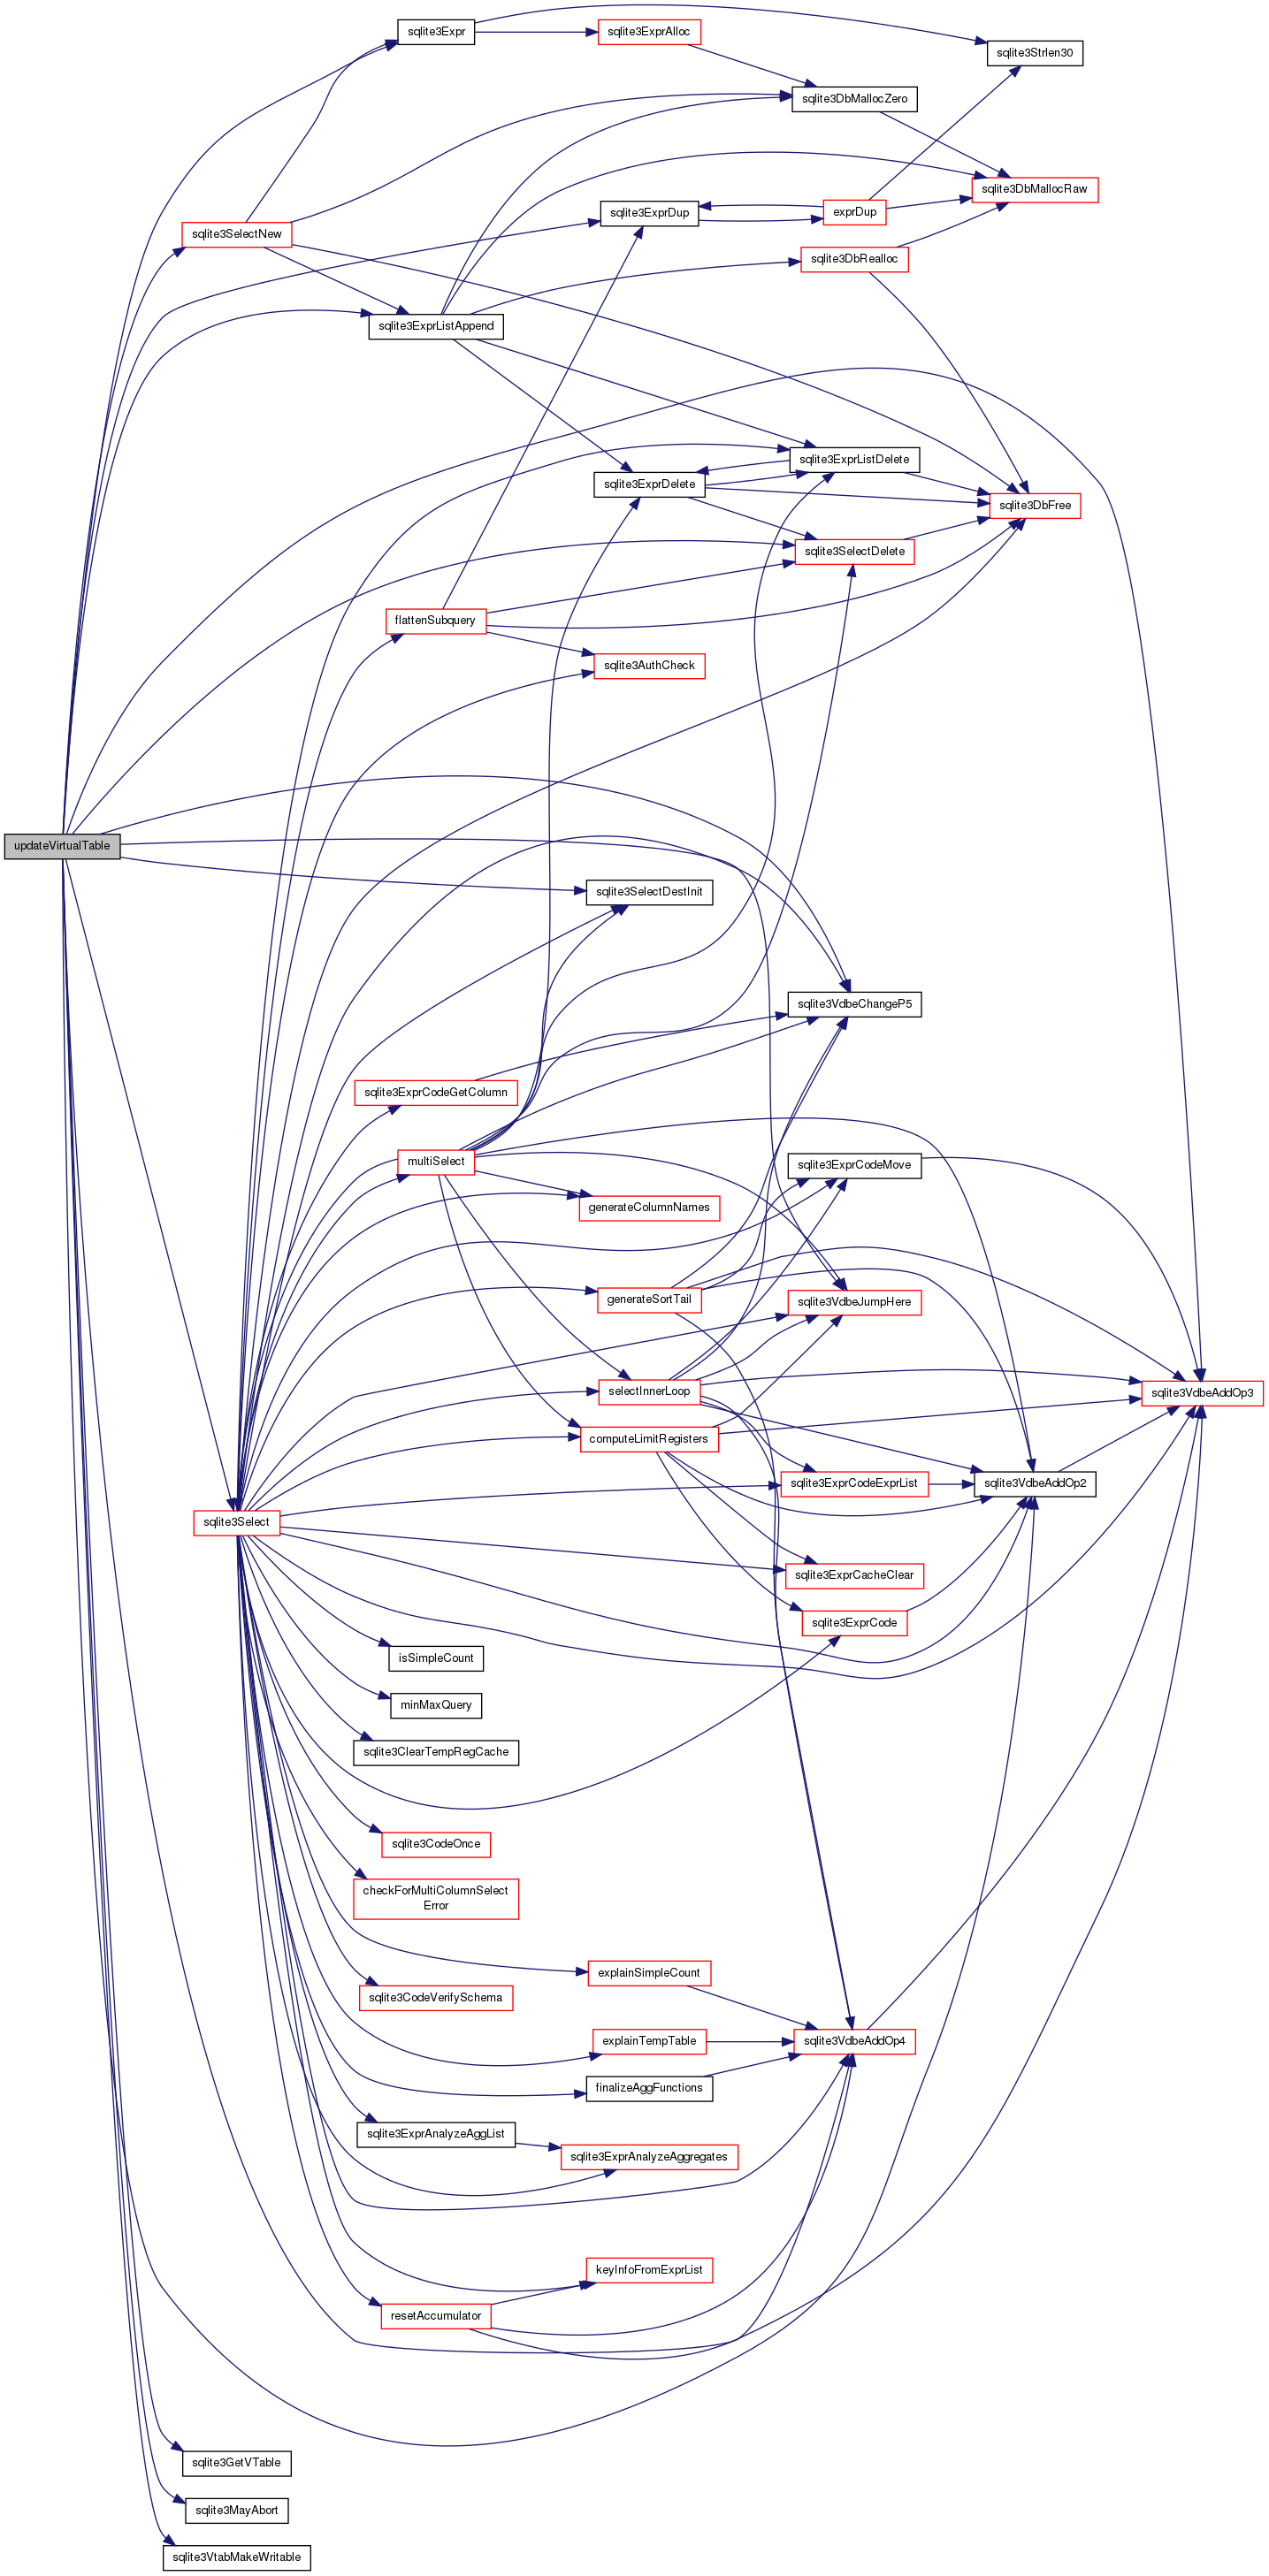 sqlite3Expr
sqlite3ExprAlloc
sqlite3Strlen30
sqlite3DbMallocZero
sqlite3DbMallocRaw
sqlite3ExprDup
exprDup
sqlite3SelectNew
sqlite3DbRealloc
sqlite3ExprListAppend
sqlite3ExprListDelete
sqlite3ExprDelete
sqlite3DbFree
sqlite3SelectDelete
flattenSubquery
sqlite3AuthCheck
updateVirtualTable
sqlite3SelectDestInit
sqlite3VdbeChangeP5
sqlite3ExprCodeGetColumn
multiSelect
sqlite3ExprCodeMove
generateColumnNames
generateSortTail
sqlite3VdbeJumpHere
selectInnerLoop
sqlite3VdbeAddOp3
computeLimitRegisters
sqlite3ExprCodeExprList
sqlite3VdbeAddOp2
sqlite3Select
sqlite3ExprCacheClear
sqlite3ExprCode
isSimpleCount
minMaxQuery
sqlite3ClearTempRegCache
sqlite3CodeOnce
checkForMultiColumnSelect
Error
explainSimpleCount
sqlite3CodeVerifySchema
explainTempTable
sqlite3VdbeAddOp4
finalizeAggFunctions
sqlite3ExprAnalyzeAggList
sqlite3ExprAnalyzeAggregates
keyInfoFromExprList
resetAccumulator
sqlite3GetVTable
sqlite3MayAbort
sqlite3VtabMakeWritable